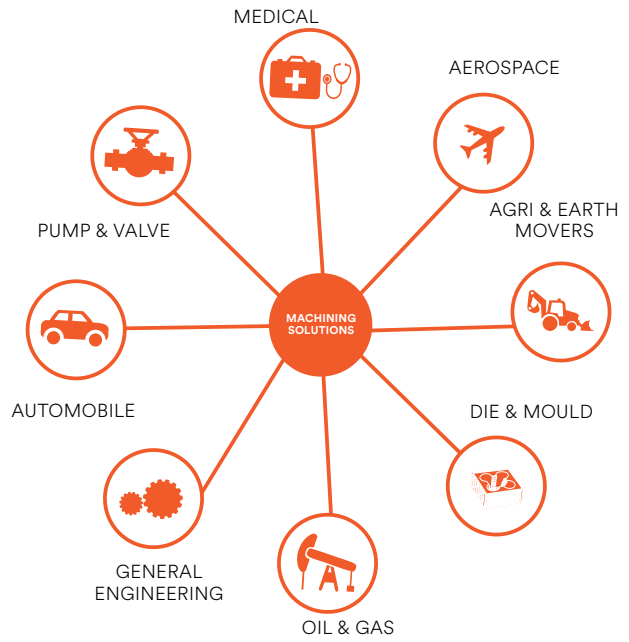 MEDICAL
AEROSPACE
AGRI & EARTH
MOVERS
PUMP & VALVE
MACHINING
SOLUTIONS
AUTOMOBILE
DIE & MOULD
GENERAL
ENGINEERING
OIL & GAS